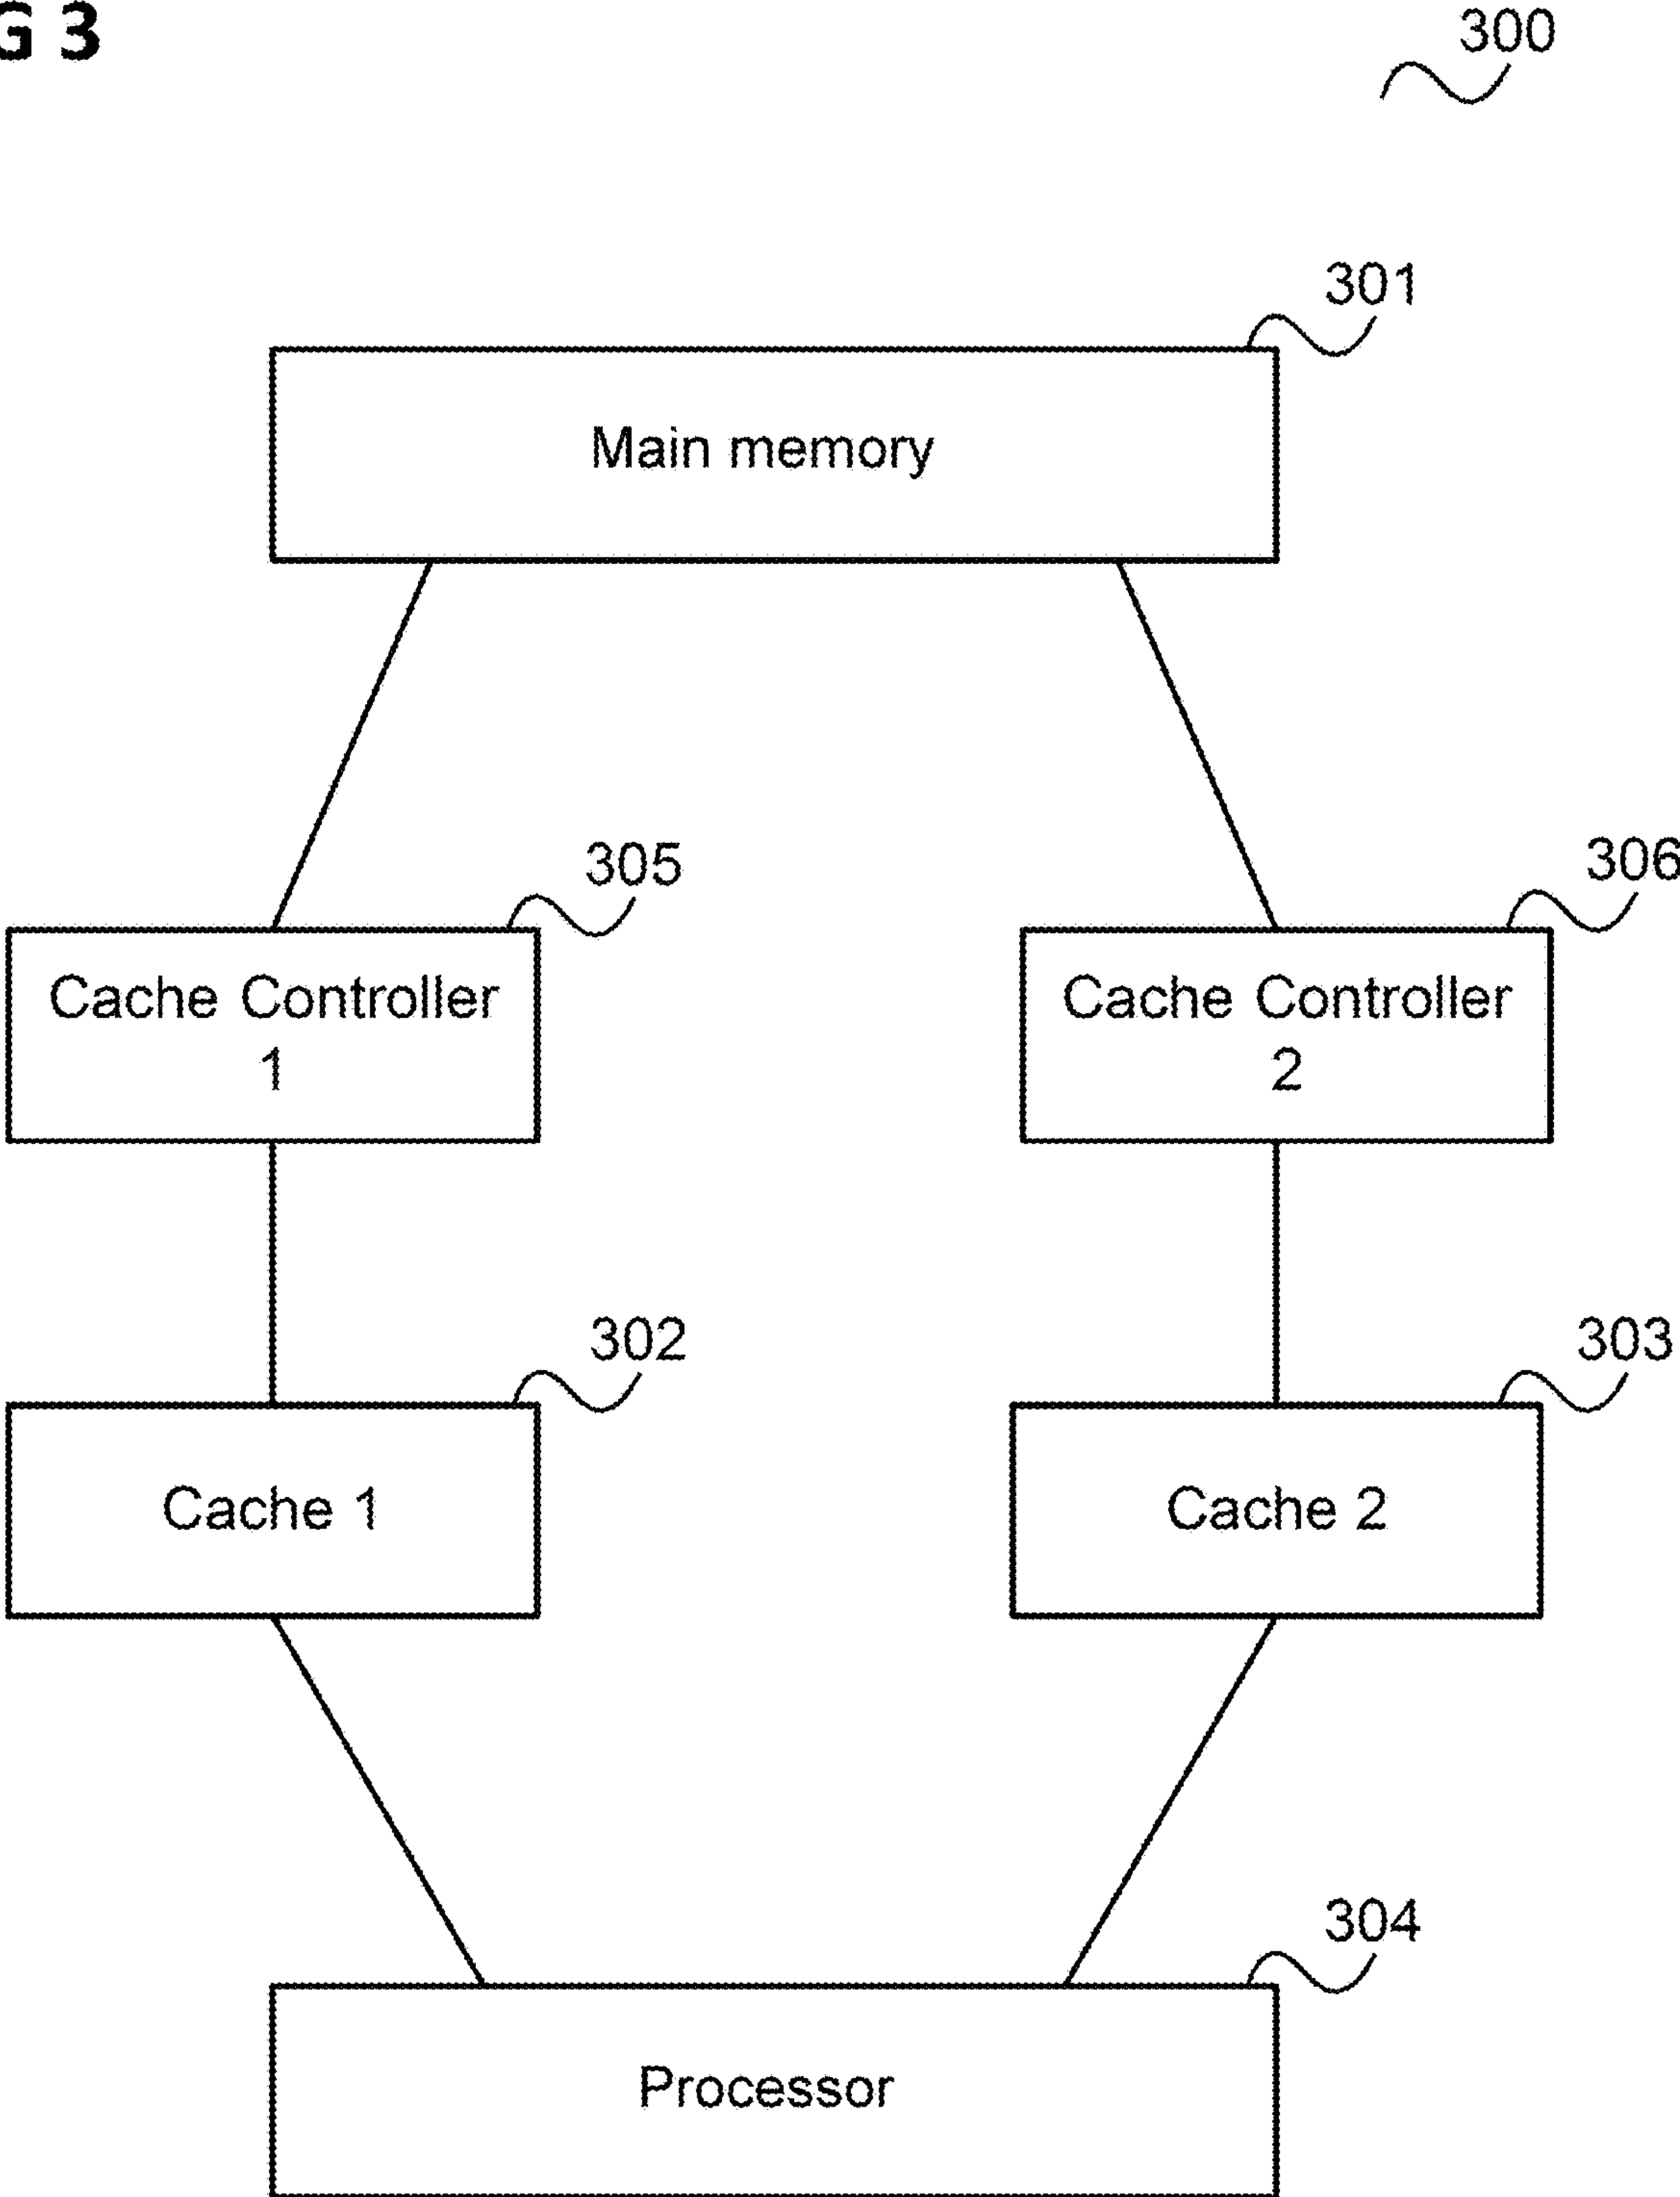 G 3
300
301
Main memory
305
306
Cache Controller
1
Cache Controller
2
302
303
Cache 1
Cache 2
304
Processor